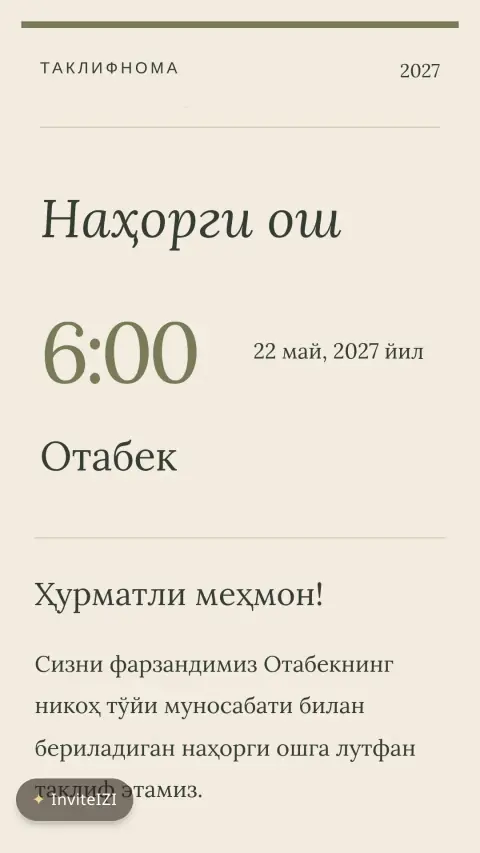 ТАКЛИФНОМА
2027
Наҳорги ош
6:00
22 май, 2027 йил
Отабек
Ҳурматли меҳмон!
Сизни фарзандимиз Отабекнинг
никоҳ тўйи муносабати билан
бериладиган наҳорги ошга лутфан
таклиф этамиз.
✦ InviteIZI